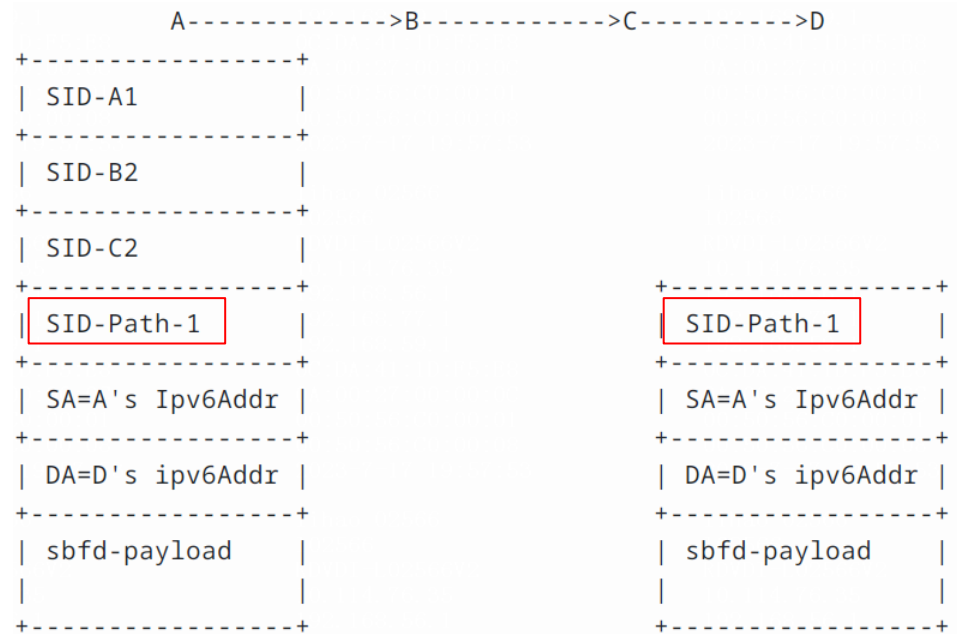 A------------->B------------>C---------->D
+-----------------+
| SID-A1 |
+-----------------+
| SID-B2 |
+-----------------+
| SID-C2 |
+-----------------+ +-----------------+
| SID-Path-1 | | SID-Path-1 |
+-----------------+ +-----------------+
| SA=A's Ipv6Addr | | SA=A's Ipv6Addr |
+-----------------+ +-----------------+
| DA=D's ipv6Addr | | DA=D's ipv6Addr |
+-----------------+ +-----------------+
| sbfd-payload | | sbfd-payload |
| | | |
+-----------------+ +-----------------+